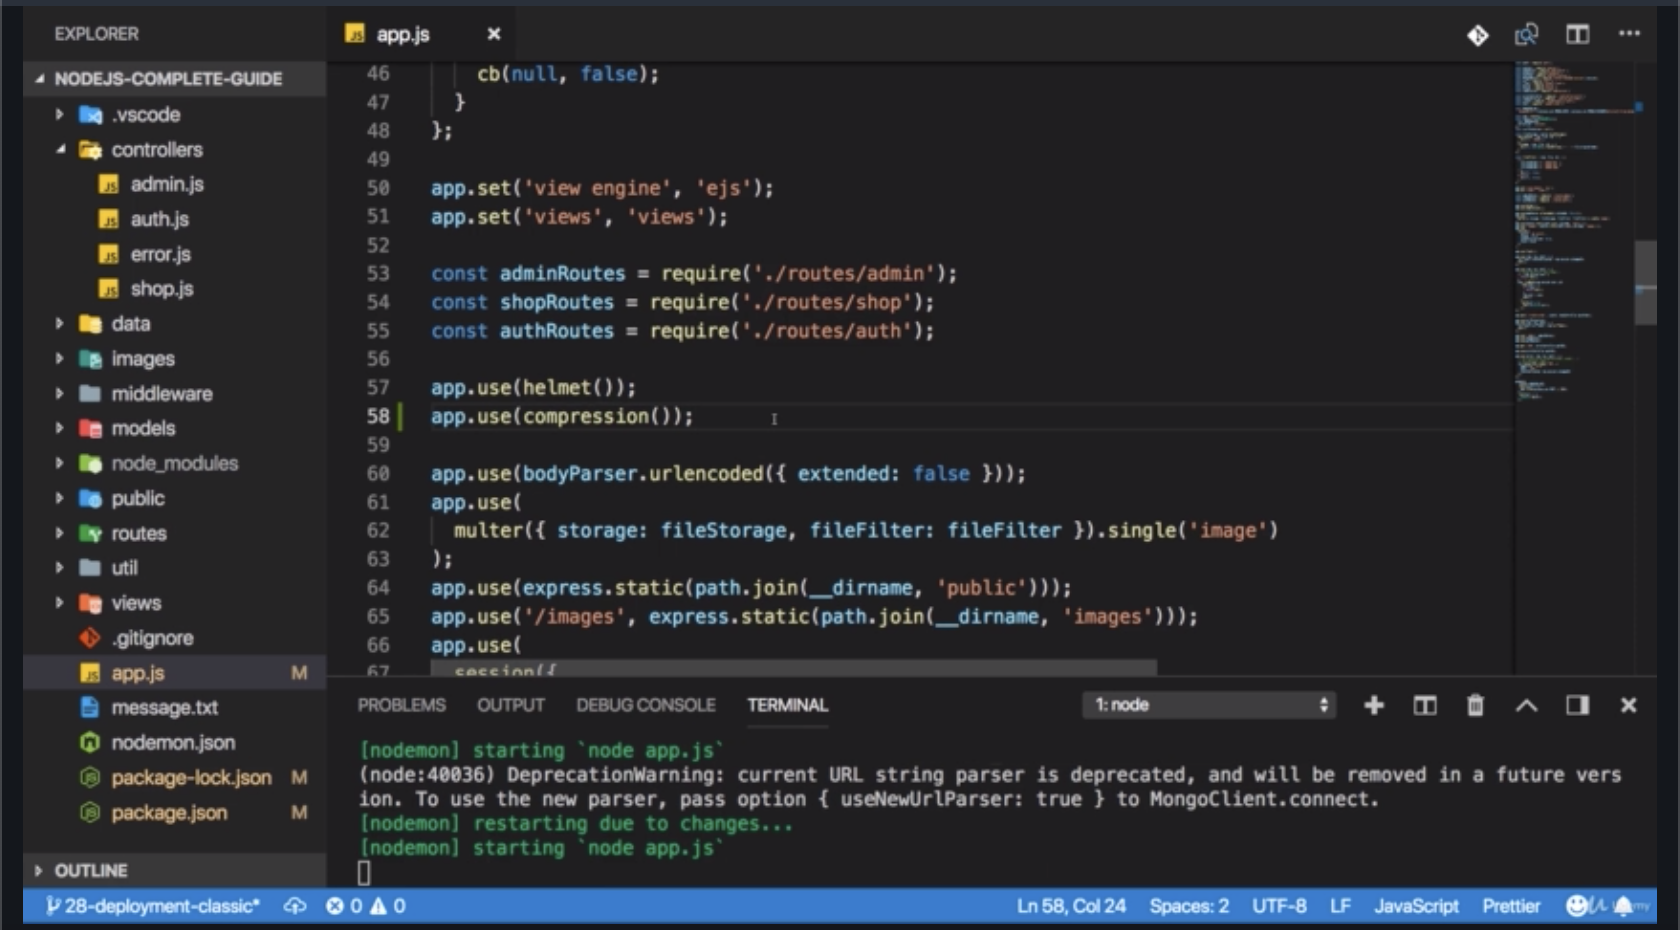 EXPLORER
NODEJS-COMPLETE-GUIDE
.vscode
controllers
admin.js
auth.js
error.js
shop.js
data
images
middleware
models
node_modules
public
routes
util
views
.gitignore
app.js M
message.txt
nodemon.json
package-lock.json M
package.json M
OUTLINE
app.js
46 cb(null, false);
47 }
48 };
49
50 app.set('view engine', 'ejs');
51 app.set('views', 'views');
52
53 const adminRoutes = require('./routes/admin');
54 const shopRoutes = require('./routes/shop');
55 const authRoutes = require('./routes/auth');
56
57 app.use(helmet());
58 app.use(compression());
59
60 app.use(bodyParser.urlencoded({ extended: false }));
61 app.use(
62 multer({ storage: fileStorage, fileFilter: fileFilter }).single('image')
63 );
64 app.use(express.static(path.join(__dirname, 'public')));
65 app.use('/images', express.static(path.join(__dirname, 'images')));
66 app.use(
67 session({
PROBLEMS OUTPUT DEBUG CONSOLE TERMINAL 1: node
[nodemon] starting `node app.js`
(node:40036) DeprecationWarning: current URL string parser is deprecated, and will be removed in a future vers
ion. To use the new parser, pass option { useNewUrlParser: true } to MongoClient.connect.
[nodemon] restarting due to changes...
[nodemon] starting `node app.js`
28-deployment-classic* 0 0 Ln 58, Col 24 Spaces: 2 UTF-8 LF JavaScript Prettier